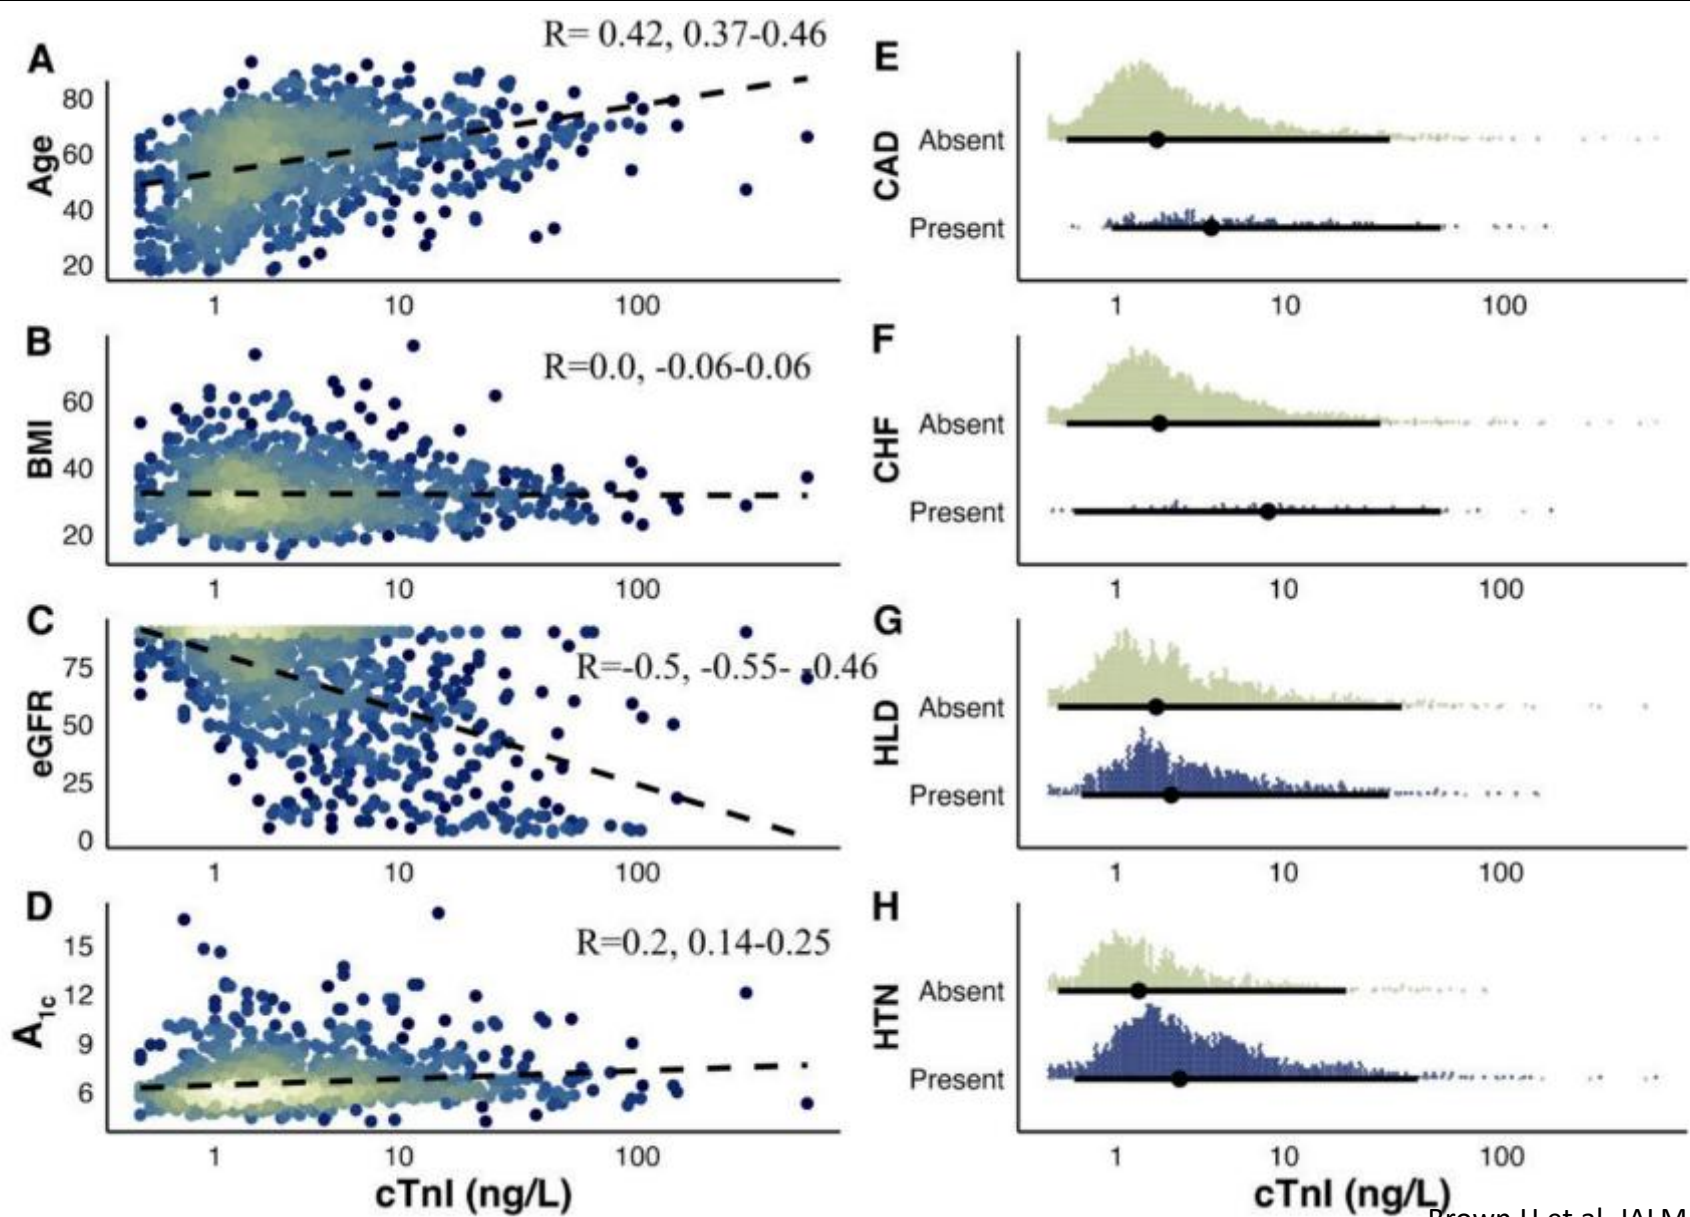 A
R= 0.42, 0.37-0.46
Age
80
60
40
20
1 10 100
B
R=0.0, -0.06-0.06
BMI
60
40
20
1 10 100
C
R=-0.5, -0.55- -0.46
eGFR
75
50
25
0
1 10 100
D
R=0.2, 0.14-0.25
A1c
15
12
9
6
1 10 100
cTnI (ng/L)
E
CAD
Absent
Present
1 10 100
F
CHF
Absent
Present
1 10 100
G
HLD
Absent
Present
1 10 100
H
HTN
Absent
Present
1 10 100
cTnI (ng/L)
Brown H et al. JALM